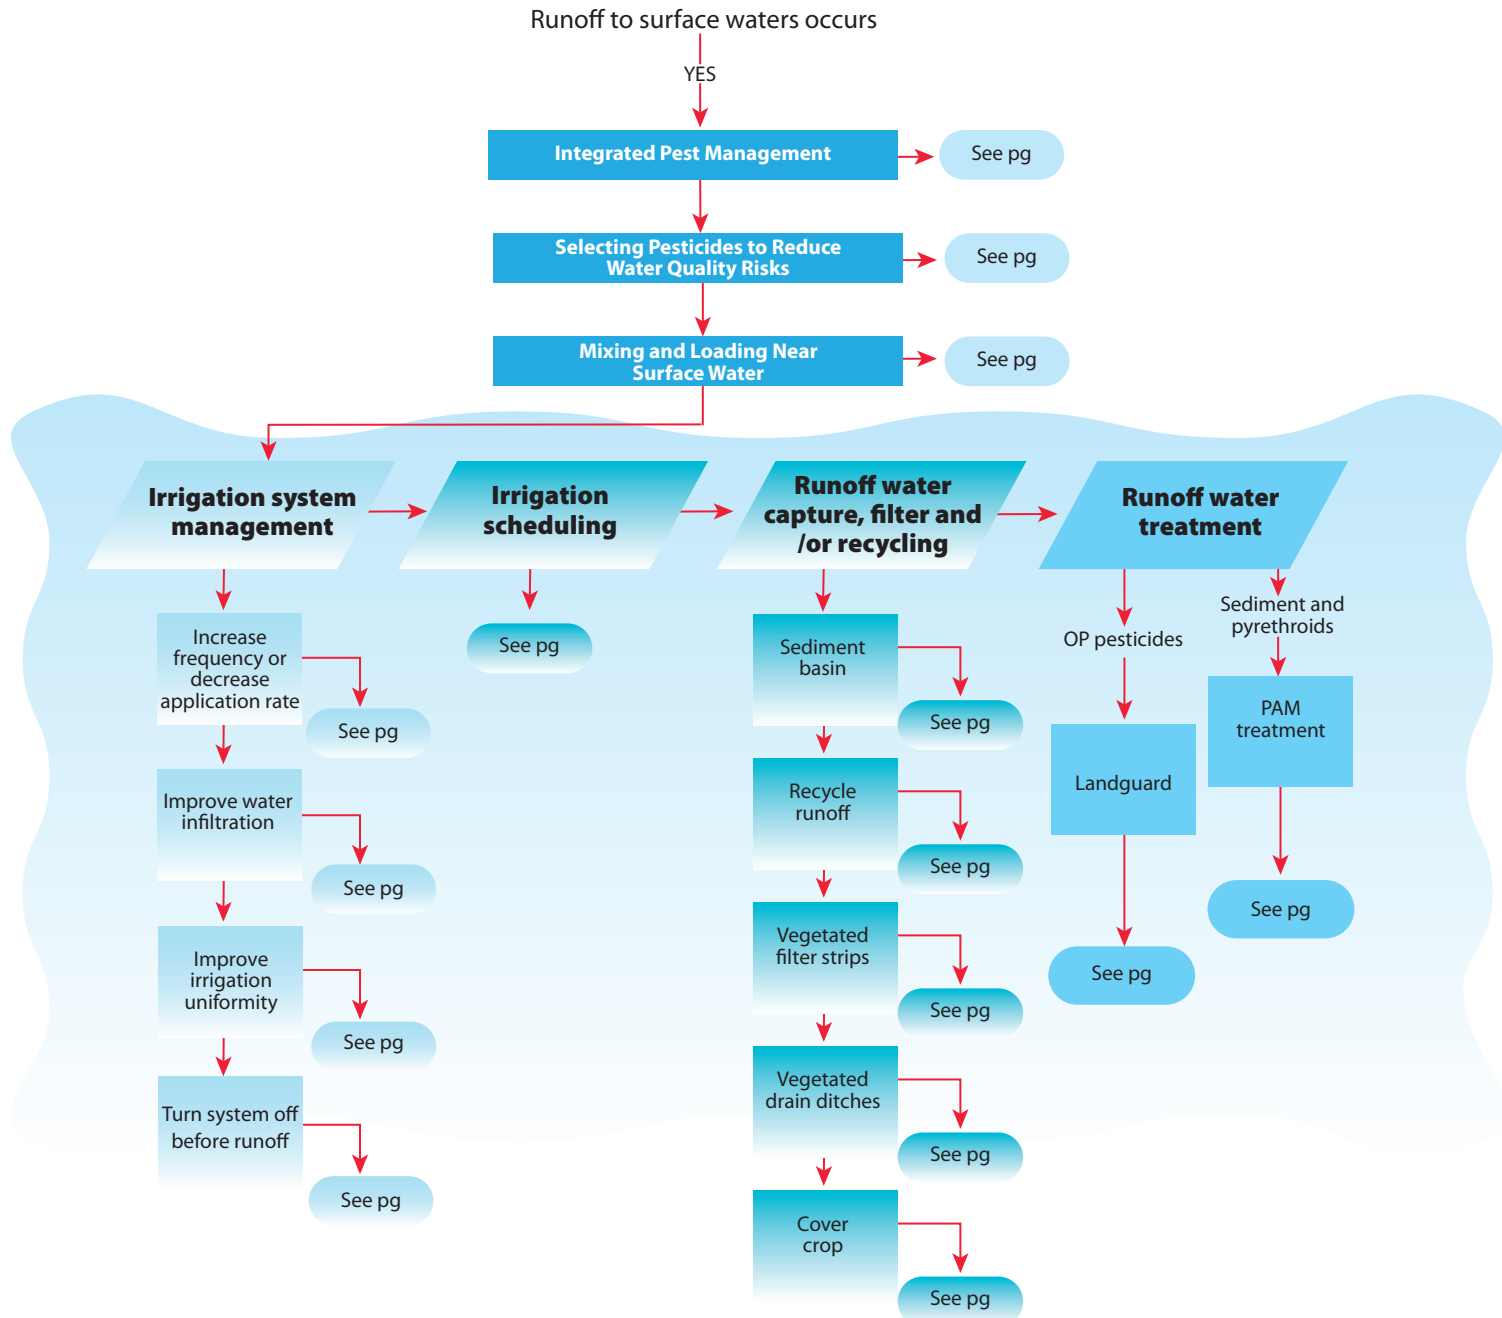 Runoff to surface waters occurs
YES
Integrated Pest Management
See pg
Selecting Pesticides to Reduce
Water Quality Risks
See pg
Mixing and Loading Near
Surface Water
See pg
Irrigation system
management
Irrigation
scheduling
Runoff water
capture, filter and
/or recycling
Runoff water
treatment
Increase
frequency or
decrease
application rate
See pg
Improve water
infiltration
See pg
Improve
irrigation
uniformity
See pg
Turn system off
before runoff
See pg
See pg
Sediment
basin
See pg
Recycle
runoff
See pg
Vegetated
filter strips
See pg
Vegetated
drain ditches
See pg
Cover
crop
See pg
OP pesticides
Landguard
See pg
Sediment and
pyrethroids
PAM
treatment
See pg